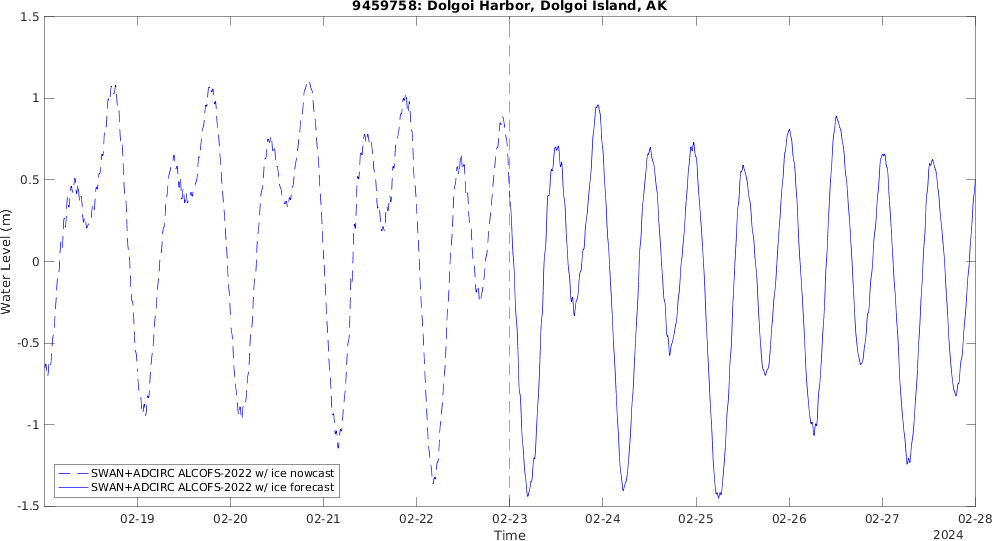 9459758: Dolgoi Harbor, Dolgoi Island, AK
1.5
1
0.5
0
-0.5
-1
-1.5
Water Level (m)
SWAN+ADCIRC ALCOFS-2022 w/ ice nowcast
SWAN+ADCIRC ALCOFS-2022 w/ ice forecast
02-19 02-20 02-21 02-22 02-23 02-24 02-25 02-26 02-27 02-28
Time
2024